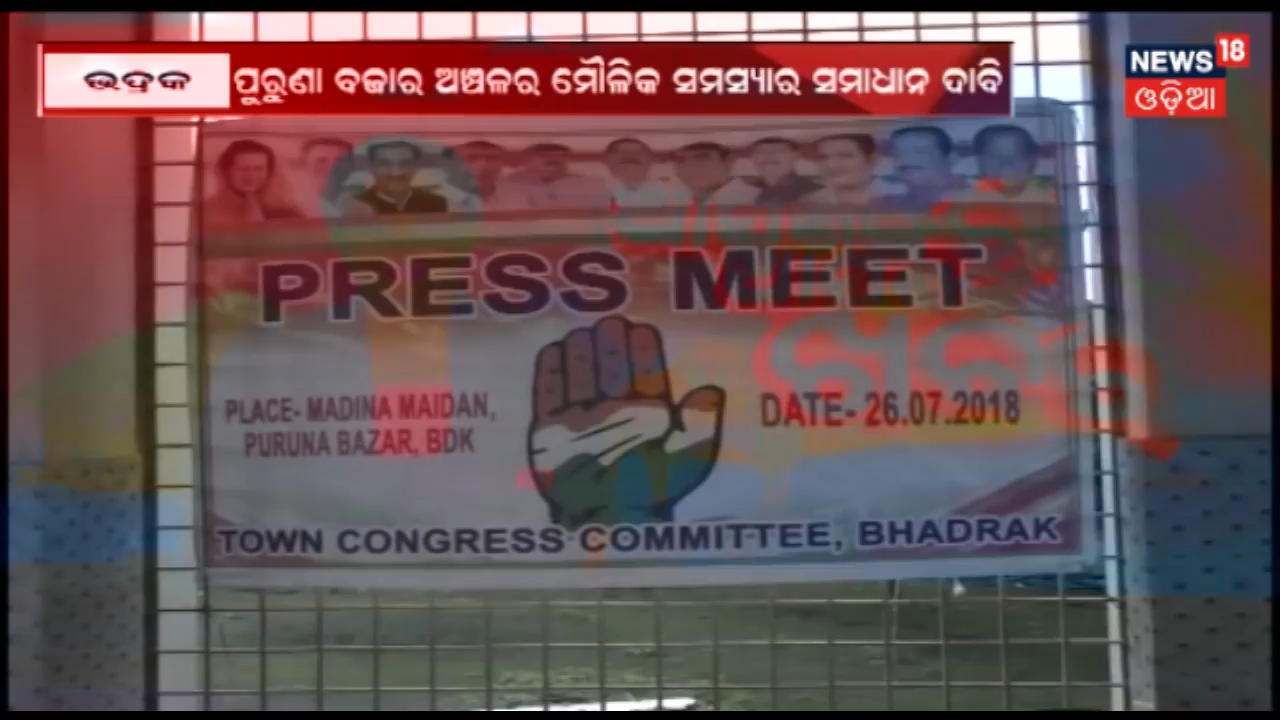 ଭଦ୍ରକ ପୁରୁଣା ବଜାର ଅଞ୍ଚଳର ମୌଳିକ ସମସ୍ୟାର ସମାଧାନ ଦାବି
NEWS 18
ଓଡ଼ିଆ
PRESS MEET
PLACE- MADINA MAIDAN,
PURUNA BAZAR, BDK
DATE- 26.07.2018
TOWN CONGRESS COMMITTEE, BHADRAK